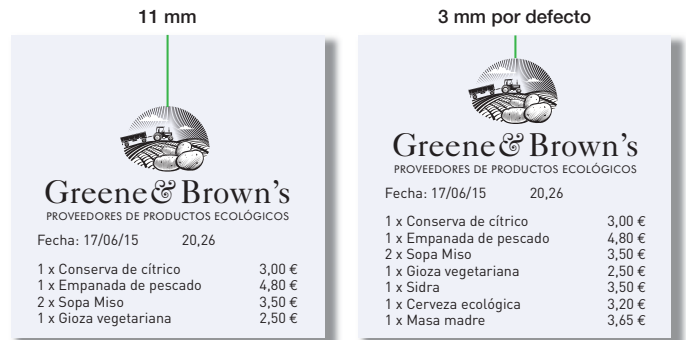 11 mm
Greene & Brown's
PROVEEDORES DE PRODUCTOS ECOLÓGICOS
Fecha: 17/06/15 20,26
1 x Conserva de cítrico 3,00 €
1 x Empanada de pescado 4,80 €
2 x Sopa Miso 3,50 €
1 x Gioza vegetariana 2,50 €
3 mm por defecto
Greene & Brown's
PROVEEDORES DE PRODUCTOS ECOLÓGICOS
Fecha: 17/06/15 20,26
1 x Conserva de cítrico 3,00 €
1 x Empanada de pescado 4,80 €
2 x Sopa Miso 3,50 €
1 x Gioza vegetariana 2,50 €
1 x Sidra 3,50 €
1 x Cerveza ecológica 3,20 €
1 x Masa madre 3,65 €